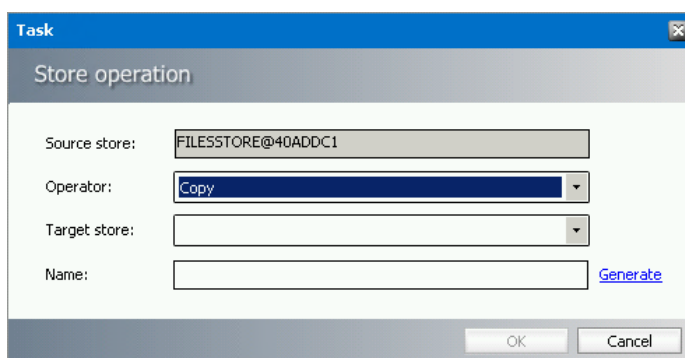 Task
Store operation
Source store: FILESSTORE@40ADDC1
Operator: Copy
Target store:
Name: Generate
OK Cancel